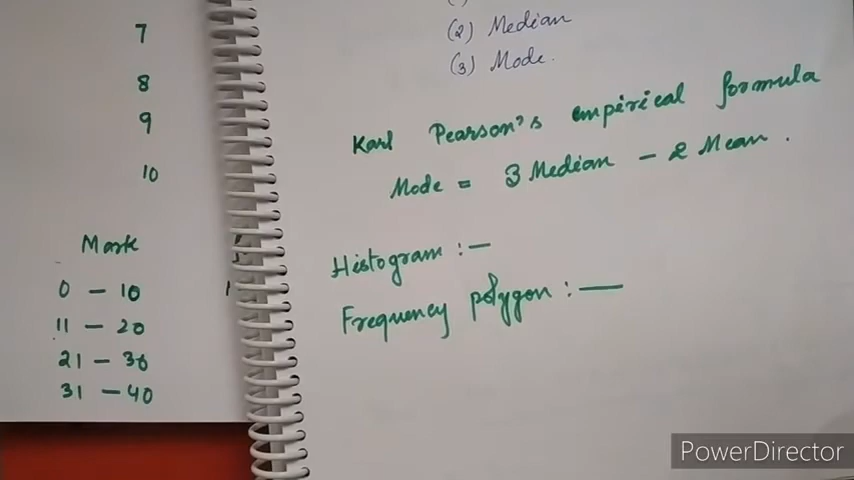 7
8
9
10
Mark
0 - 10
11 - 20
21 - 30
31 - 40
(2) Median
(3) Mode.
Karl Pearson's empirical formula
Mode = 3 Median - 2 Mean.
Histogram :-
Frequency polygon :-
PowerDirector